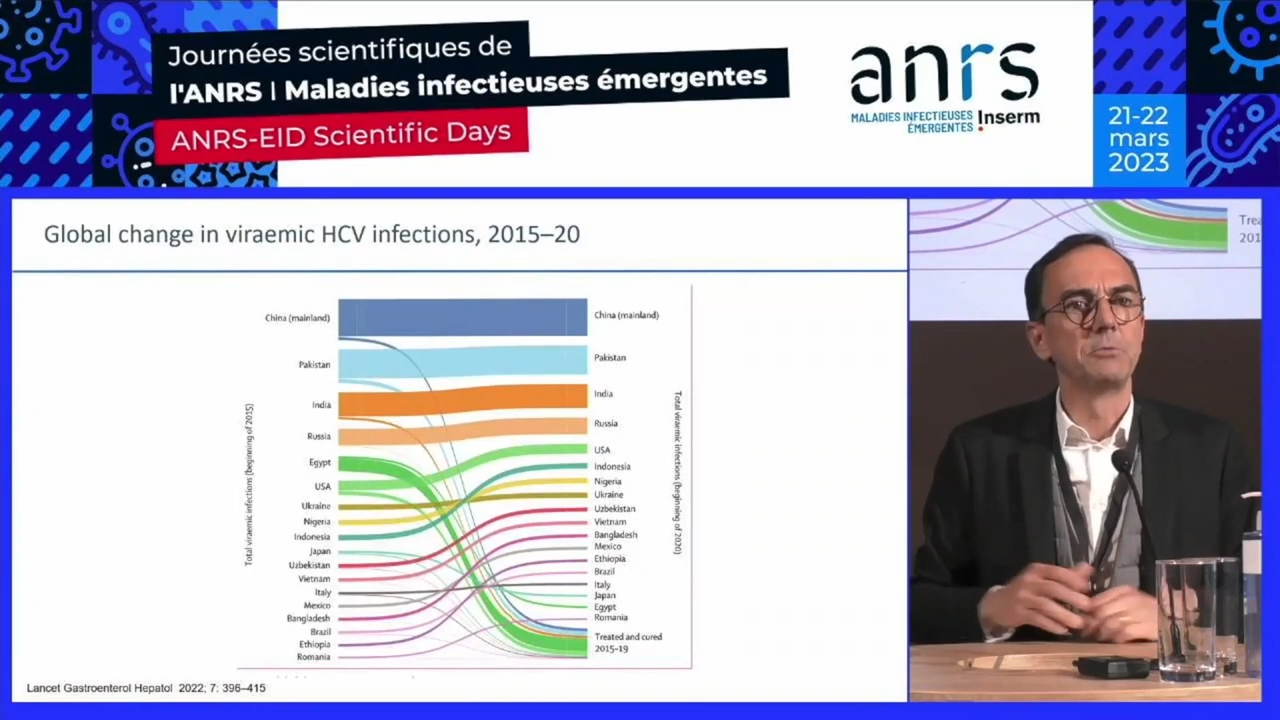 Journées scientifiques de
l'ANRS | Maladies infectieuses émergentes
ANRS-EID Scientific Days
anrs
MALADIES INFECTIEUSES
ÉMERGENTES
Inserm
21-22
mars
2023
Global change in viraemic HCV infections, 2015–20
Total viraemic infections (beginning of 2015)
China (mainland)
Pakistan
India
Russia
Egypt
USA
Ukraine
Nigeria
Indonesia
Japan
Uzbekistan
Vietnam
Italy
Mexico
Bangladesh
Brazil
Ethiopia
Romania
China (mainland)
Pakistan
India
Russia
USA
Indonesia
Nigeria
Ukraine
Uzbekistan
Vietnam
Bangladesh
Mexico
Ethiopia
Brazil
Italy
Japan
Egypt
Romania
Treated and cured
2015–19
Total viraemic infections (beginning of 2020)
Lancet Gastroenterol Hepatol 2022; 7: 396–415
Trea
201